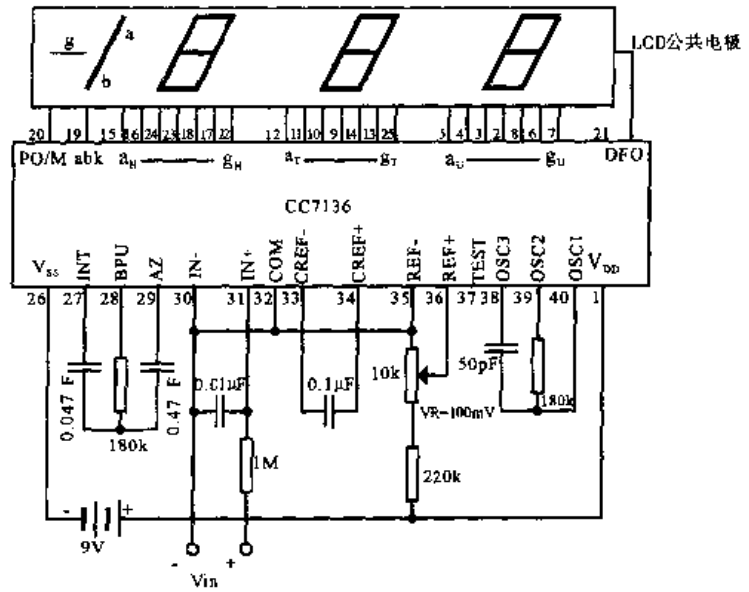 g a
b
LCD公共电极
20 19 15 16 24 23 18 17 22 12 11 10 9 14 13 25 5 4 3 2 8 6 7 21
PO/M abk a_H g_H a_T g_T a_U g_U DFO
CC7136
V_SS INT BPU AZ IN- IN+ COM CREF- CREF+ REF- REF+ TEST OSC3 OSC2 OSC1 V_DD
26 27 28 29 30 31 32 33 34 35 36 37 38 39 40 1
0.047 F
180k
0.47 F
0.01μF
0.1μF
10k
50pF
180k
VR-100mV
1M
220k
- +
9V
- +
Vin